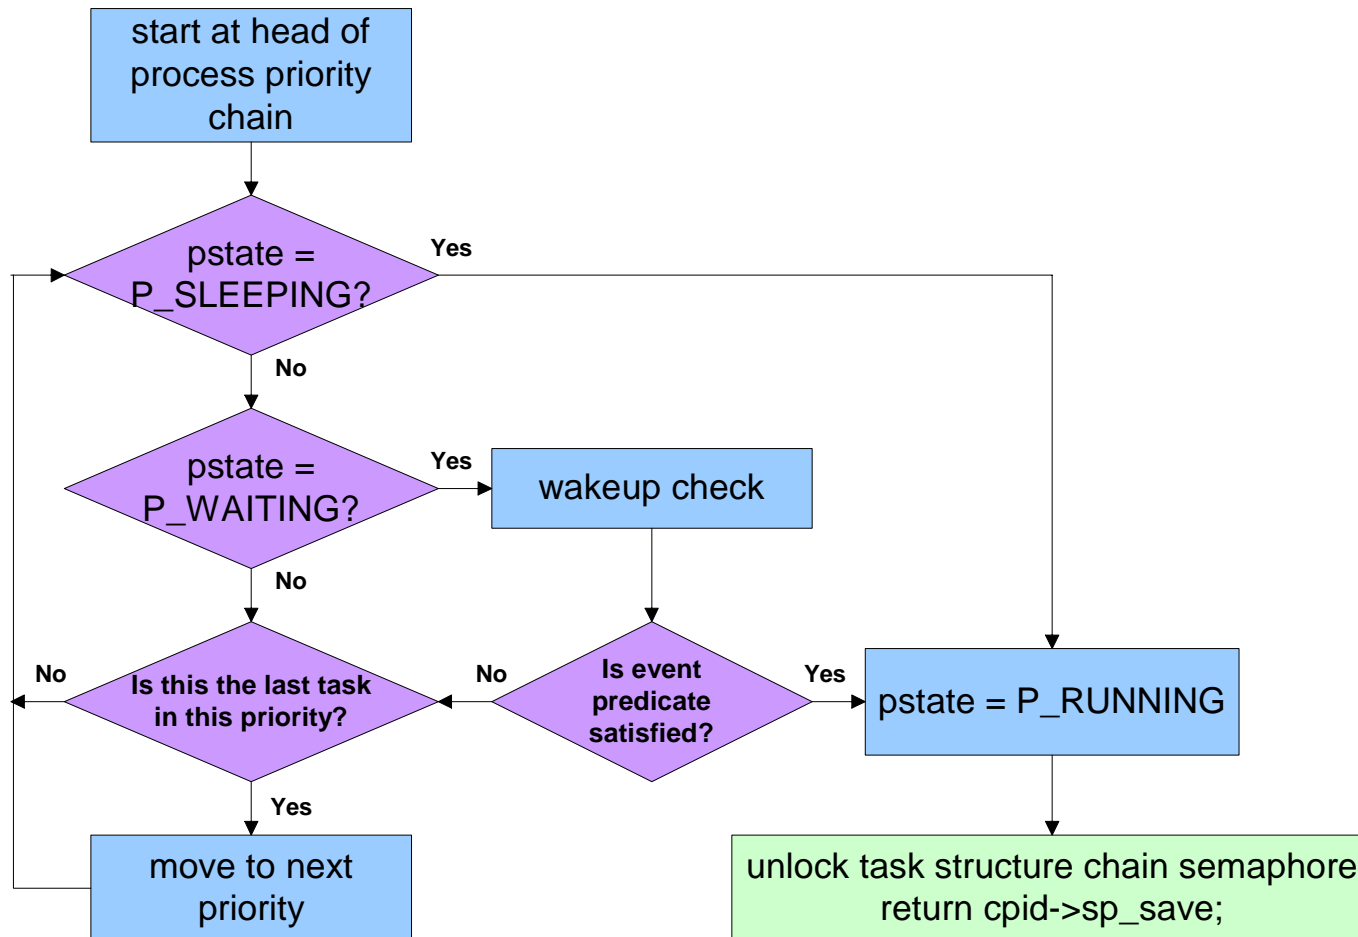 start at head of
process priority
chain
pstate =
P_SLEEPING?
Yes
No
pstate =
P_WAITING?
Yes
wakeup check
No
Is this the last task
in this priority?
No
No
Is event
predicate
satisfied?
Yes
pstate = P_RUNNING
Yes
move to next
priority
unlock task structure chain semaphore
return cpid->sp_save;